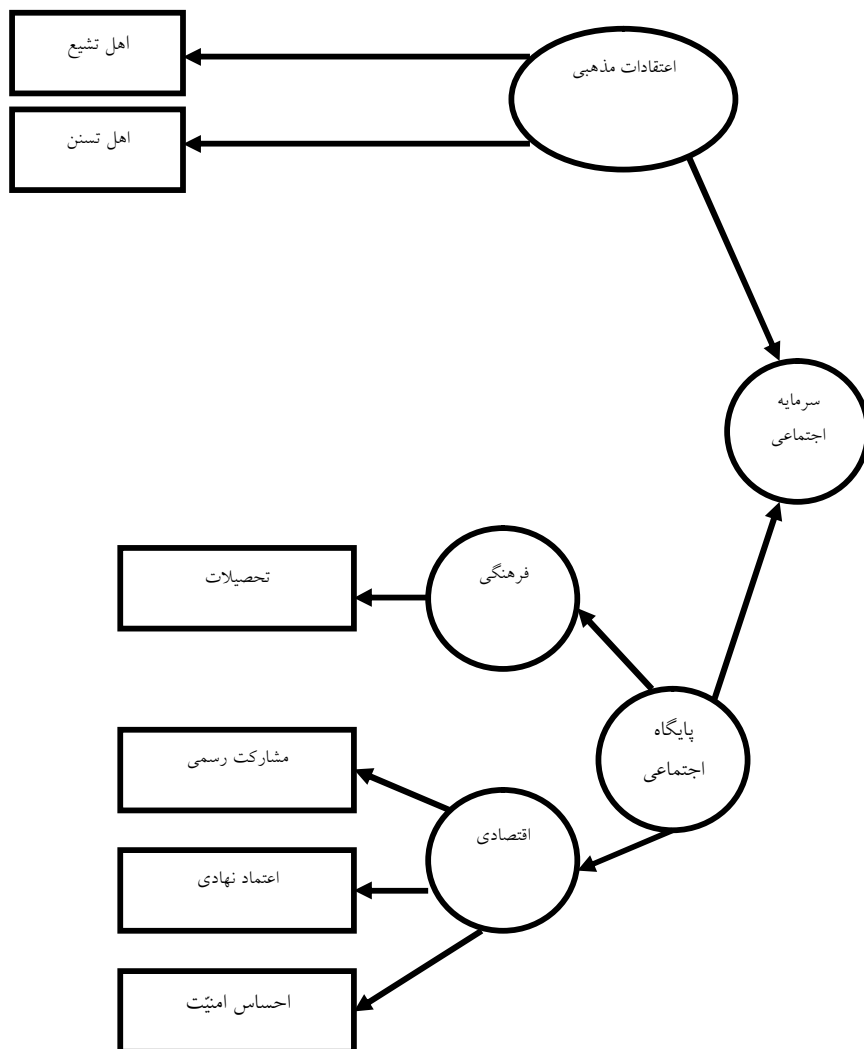 اعتقادات مذهبی
اهل تشیع
اهل تسنن
سرمایه
اجتماعی
فرهنگی
تحصیلات
پایگاه
اجتماعی
مشارکت رسمی
اقتصادی
اعتماد نهادی
احساس امنیّت